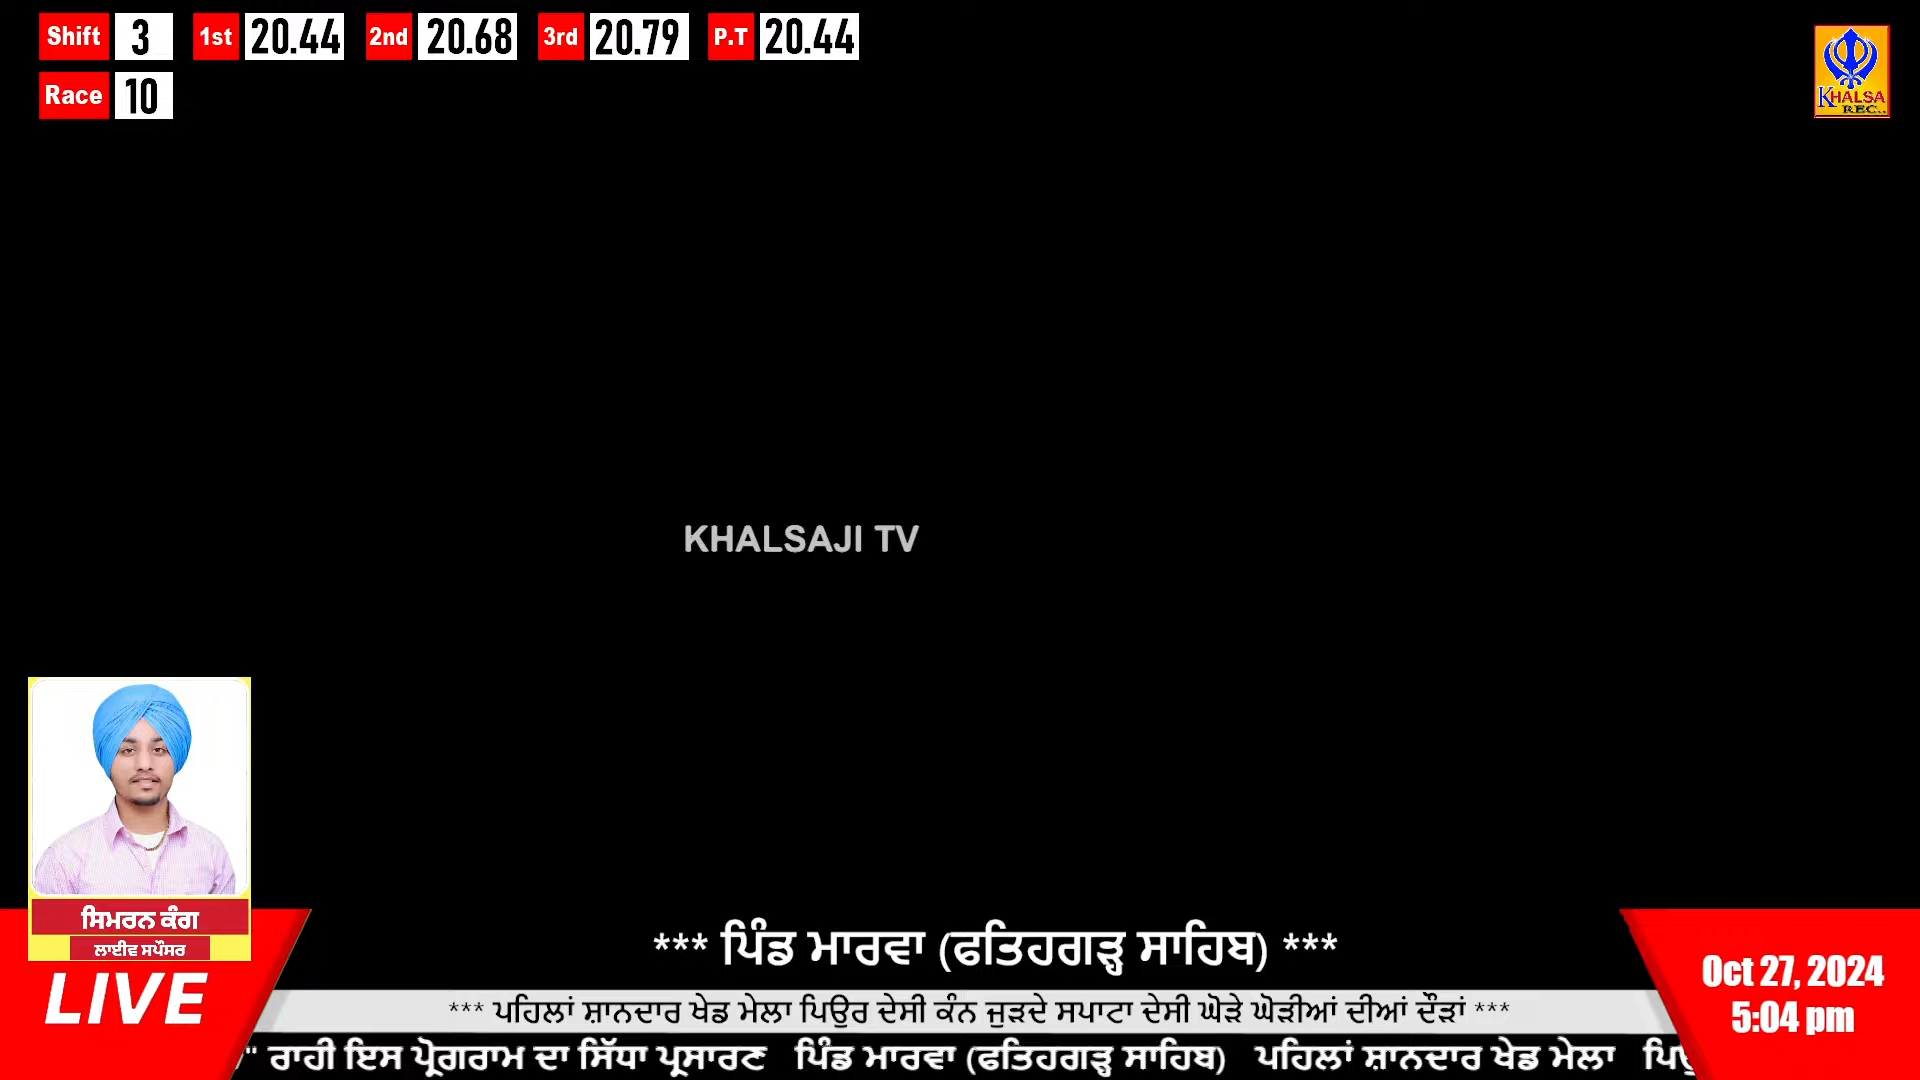 Shift 3 1st 20.44 2nd 20.68 3rd 20.79 P.T 20.44
Race 10
KHALSA
REC..
KHALSAJI TV
ਸਿਮਰਨ ਕੰਗ
ਲਾਈਵ ਸਪੌਂਸਰ
LIVE
*** ਪਿੰਡ ਮਾਰਵਾ (ਫਤਿਹਗੜ੍ਹ ਸਾਹਿਬ) ***
*** ਪਹਿਲਾਂ ਸ਼ਾਨਦਾਰ ਖੇਡ ਮੇਲਾ ਪਿਉਰ ਦੇਸੀ ਕੰਨ ਜੁੜਦੇ ਸਪਾਟਾ ਦੇਸੀ ਘੋੜੇ ਘੋੜੀਆਂ ਦੀਆਂ ਦੌੜਾਂ ***
" ਰਾਹੀ ਇਸ ਪ੍ਰੋਗਰਾਮ ਦਾ ਸਿੱਧਾ ਪ੍ਰਸਾਰਣ ਪਿੰਡ ਮਾਰਵਾ (ਫਤਿਹਗੜ੍ਹ ਸਾਹਿਬ) ਪਹਿਲਾਂ ਸ਼ਾਨਦਾਰ ਖੇਡ ਮੇਲਾ
Oct 27, 2024
5:04 pm